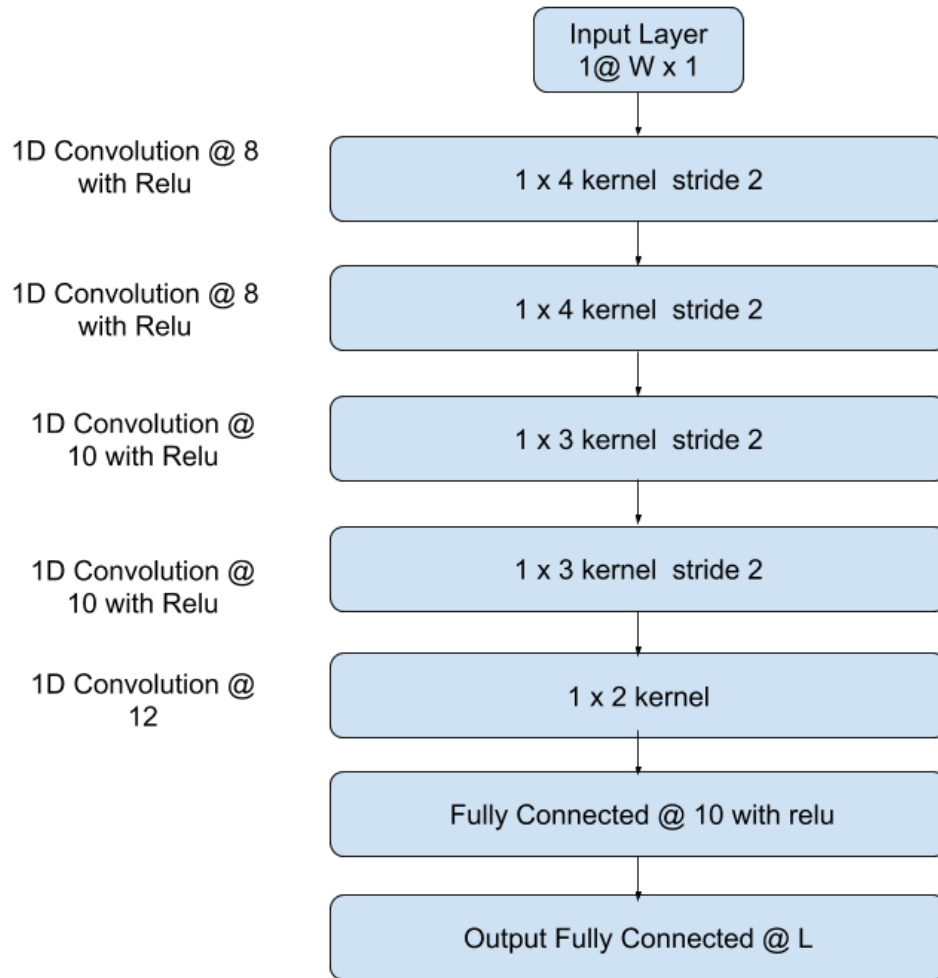 Input Layer
1@ W x 1
1D Convolution @ 8
with Relu
1 x 4 kernel stride 2
1D Convolution @ 8
with Relu
1 x 4 kernel stride 2
1D Convolution @
10 with Relu
1 x 3 kernel stride 2
1D Convolution @
10 with Relu
1 x 3 kernel stride 2
1D Convolution @
12
1 x 2 kernel
Fully Connected @ 10 with relu
Output Fully Connected @ L